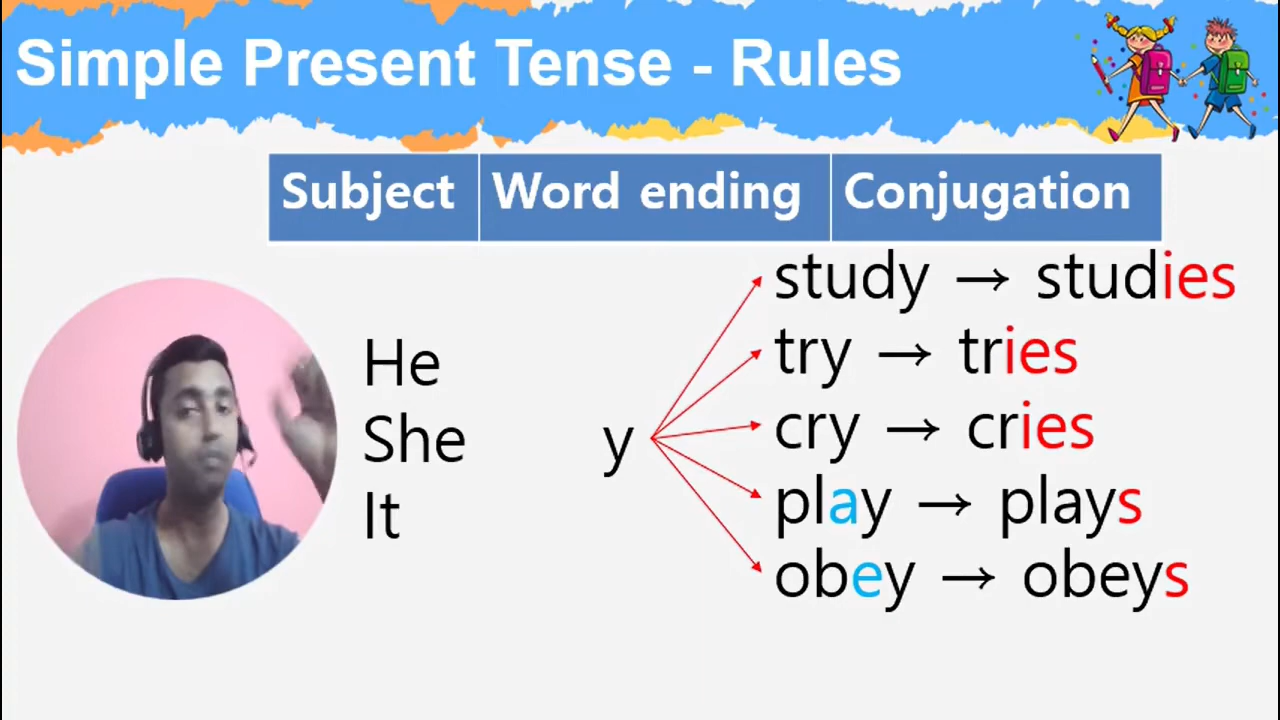 Simple Present Tense - Rules
Subject Word ending Conjugation
He
She
It
y
study → studies
try → tries
cry → cries
play → plays
obey → obeys